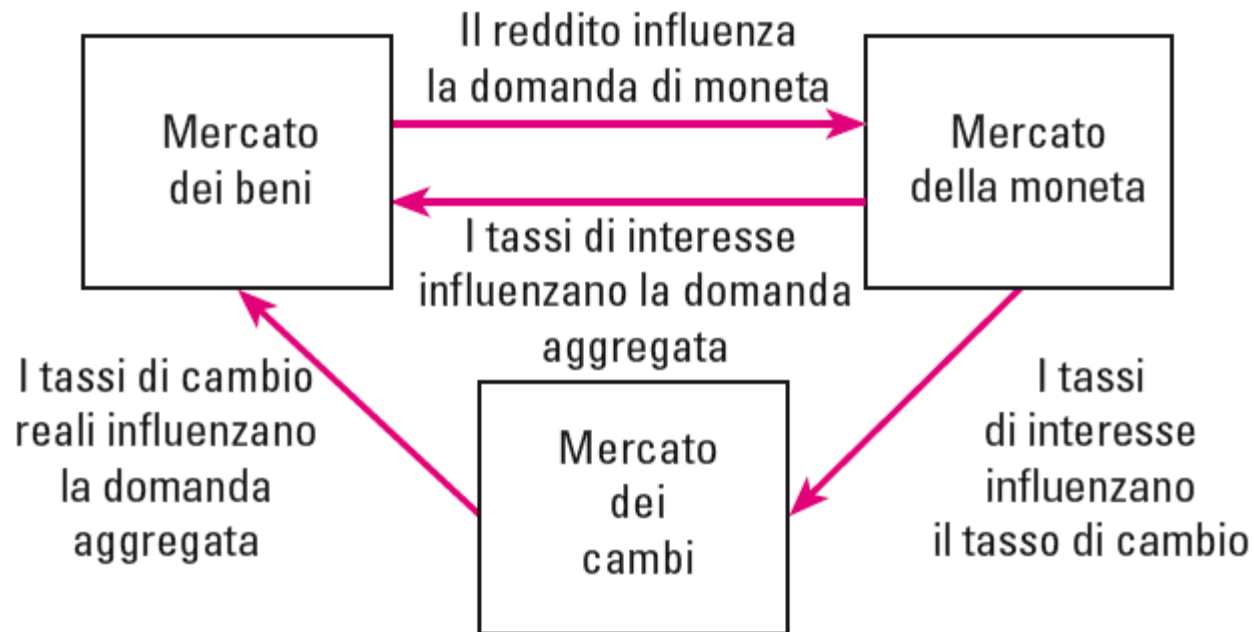 Il reddito influenza
la domanda di moneta
Mercato
dei beni
Mercato
della moneta
I tassi di interesse
influenzano la domanda
aggregata
I tassi di cambio
reali influenzano
la domanda
aggregata
Mercato
dei
cambi
I tassi
di interesse
influenzano
il tasso di cambio